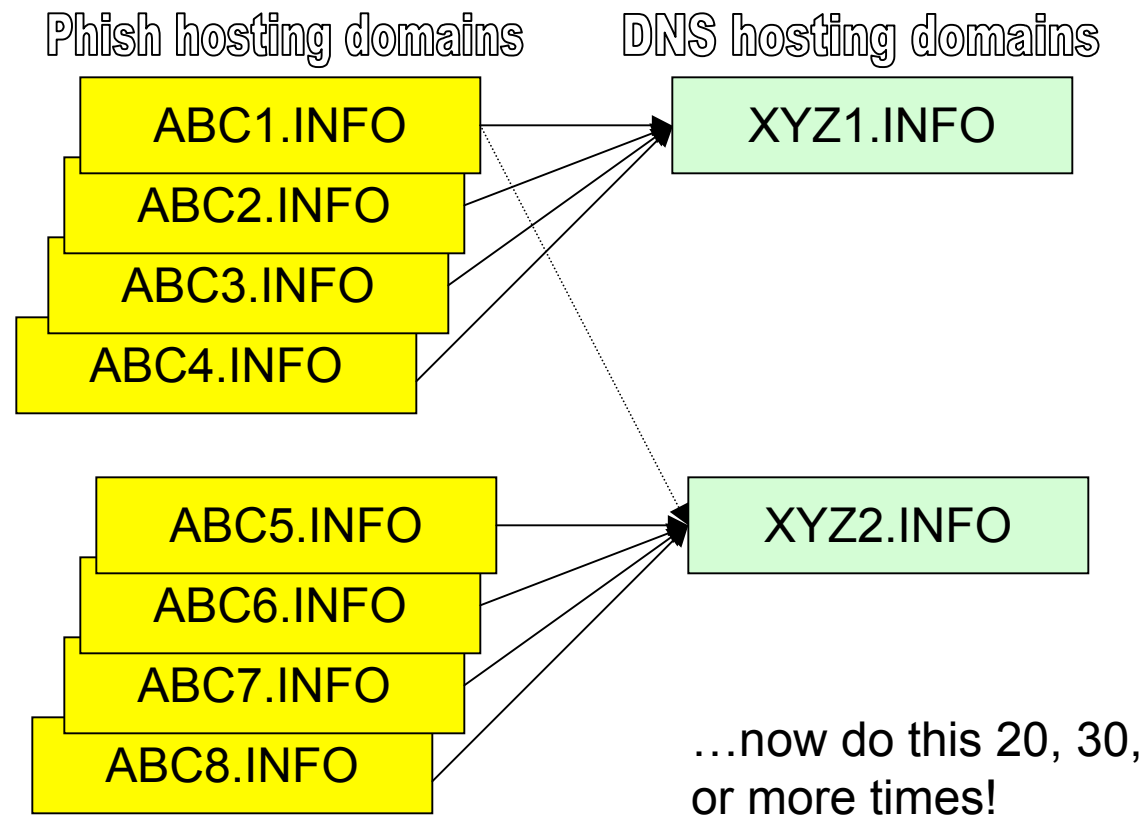 Phish hosting domains
DNS hosting domains
ABC1.INFO
XYZ1.INFO
ABC2.INFO
ABC3.INFO
ABC4.INFO
ABC5.INFO
XYZ2.INFO
ABC6.INFO
ABC7.INFO
ABC8.INFO
…now do this 20, 30,
or more times!